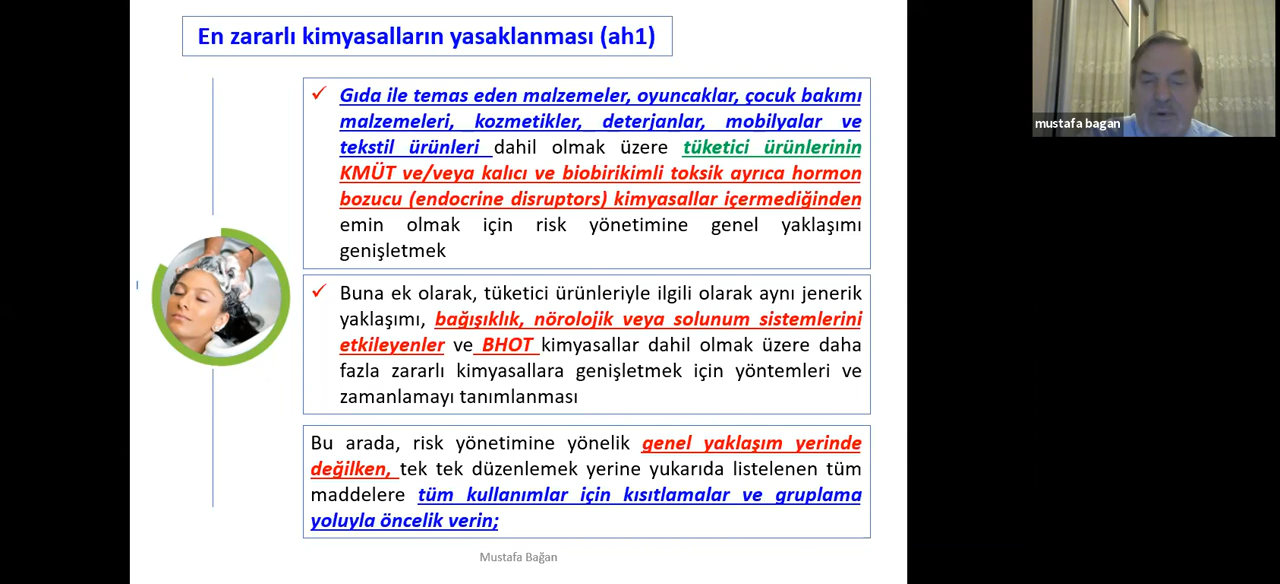 En zararlı kimyasalların yasaklanması (ah1)
✓ Gıda ile temas eden malzemeler, oyuncaklar, çocuk bakımı
malzemeleri, kozmetikler, deterjanlar, mobilyalar ve
tekstil ürünleri dahil olmak üzere tüketici ürünlerinin
KMÜT ve/veya kalıcı ve biobirikimli toksik ayrıca hormon
bozucu (endocrine disruptors) kimyasallar içermediğinden
emin olmak için risk yönetimine genel yaklaşımı
genişletmek
✓ Buna ek olarak, tüketici ürünleriyle ilgili olarak aynı jenerik
yaklaşımı, bağışıklık, nörolojik veya solunum sistemlerini
etkileyenler ve BHOT kimyasallar dahil olmak üzere daha
fazla zararlı kimyasallara genişletmek için yöntemleri ve
zamanlamayı tanımlanması
Bu arada, risk yönetimine yönelik genel yaklaşım yerinde
değilken, tek tek düzenlemek yerine yukarıda listelenen tüm
maddelere tüm kullanımlar için kısıtlamalar ve gruplama
yoluyla öncelik verin;
Mustafa Bağan
mustafa bagan